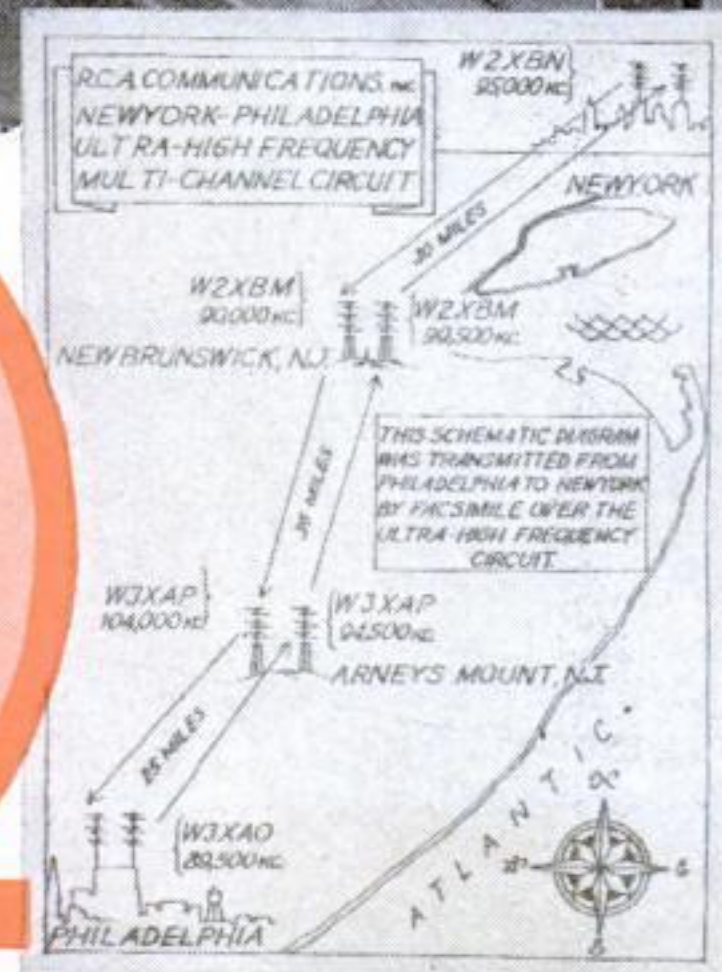 R.C.A. COMMUNICATIONS, INC.
NEW YORK-PHILADELPHIA
ULTRA-HIGH FREQUENCY
MULTI-CHANNEL CIRCUIT
W2XBN
95,000 KC
NEW YORK
30 MILES
W2XBM
90,000 KC
W2XBM
99,500 KC
NEW BRUNSWICK, N.J.
THIS SCHEMATIC DIAGRAM
WAS TRANSMITTED FROM
PHILADELPHIA TO NEW YORK
BY FACSIMILE OVER THE
ULTRA-HIGH FREQUENCY
CIRCUIT.
MILES
W3XAP
104,000 KC
W3XAP
94,500 KC
ARNEYS MOUNT, N.J.
25 MILES
W3XAO
89,500 KC
PHILADELPHIA
ATLANTIC